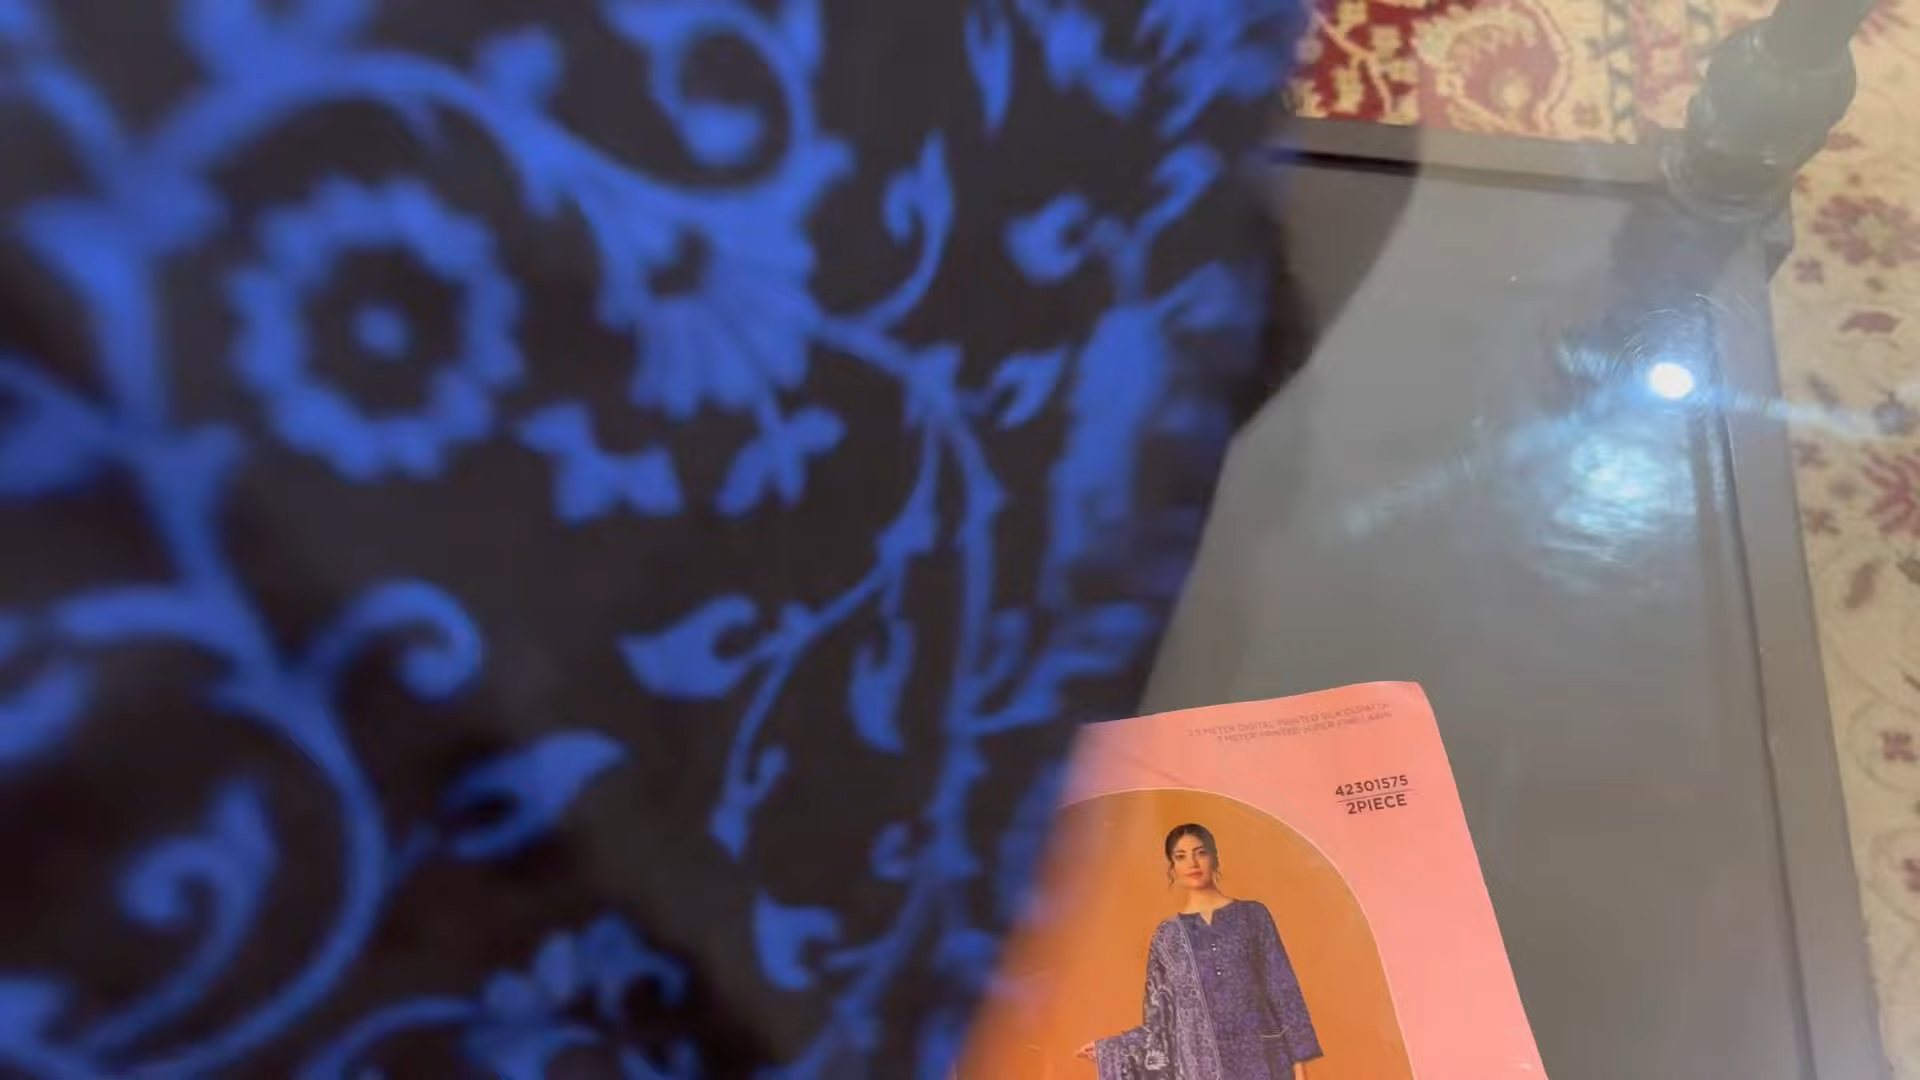 2.5 METER DIGITAL PRINTED SILK DUPATTA
3 METER PRINTED SUPER FINE LAWN
42301575
2PIECE